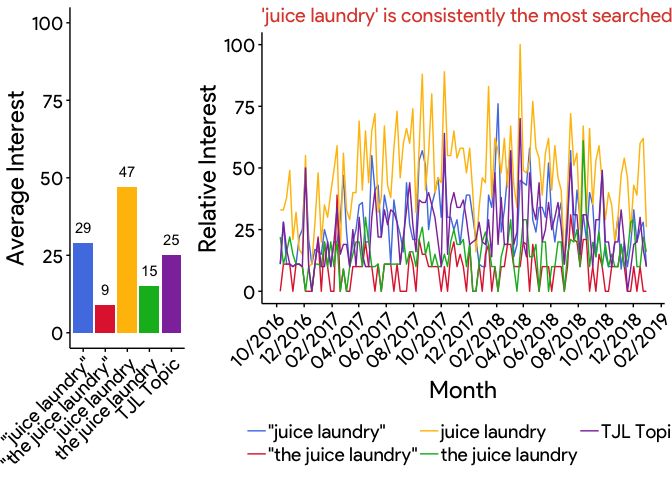 'juice laundry' is consistently the most searched
Average Interest
100
75
50
25
0
29
9
47
15
25
"juice laundry"
"the juice laundry"
juice laundry
the juice laundry
TJL Topic
Relative Interest
100
75
50
25
0
10/2016
12/2016
02/2017
04/2017
06/2017
08/2017
10/2017
12/2017
02/2018
04/2018
06/2018
08/2018
10/2018
12/2018
02/2019
Month
"juice laundry" juice laundry TJL Topi
"the juice laundry" the juice laundry